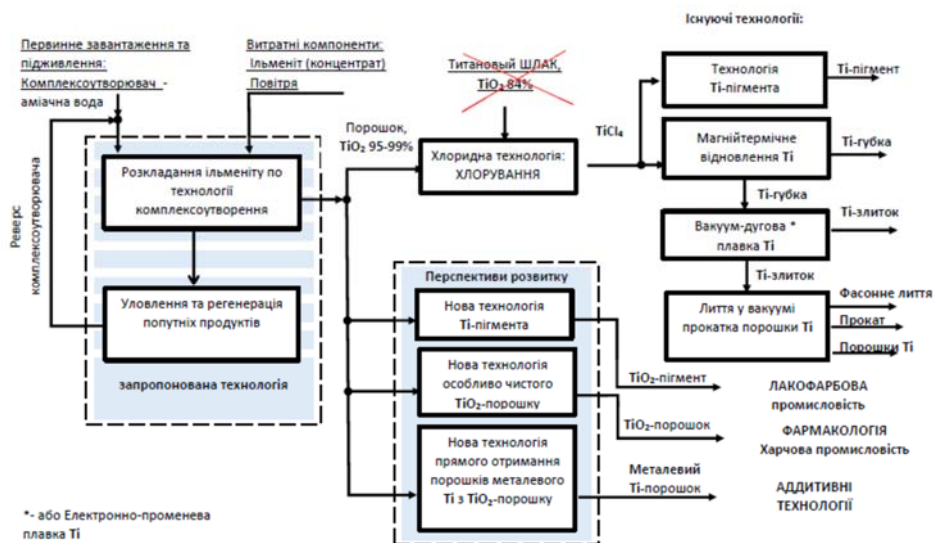 Існуючі технології:
Первинне завантаження та
підживлення:
Комплексоутворювач -
аміачна вода
Витратні компоненти:
Ільменіт (концентрат)
Повітря
Титановый ШЛАК,
TiO₂ 84%
Технологія
Ti-пігмента
Ti-пігмент
Порошок,
TiO₂ 95-99%
Хлоридна технологія:
ХЛОРУВАННЯ
TiCl₄
Магнійтермічне
відновлення Ti
Ti-губка
Розкладання ільменіту по
технології
комплексоутворення
Реверс
комплексоутворювача
Ti-губка
Вакуум-дугова *
плавка Ti
Ti-злиток
Ti-злиток
Уловлення та регенерація
попутніх продуктів
запропонована технологія
Перспективи розвитку
Нова технологія
Ti-пігмента
Лиття у вакуумі
прокатка порошки Ti
Фасонне лиття
Прокат
Порошки Ti
Нова технологія
особливо чистого
TiO₂-порошку
TiO₂-пігмент
ЛАКОФАРБОВА
промисловість
TiO₂-порошок
ФАРМАКОЛОГІЯ
Харчова промисловість
Нова технологія
прямого отримання
порошків металевого
Ti з TiO₂-порошку
Металевий
Ti-порошок
АДДИТИВНІ
ТЕХНОЛОГІЇ
*- або Електронно-променева
плавка Ti